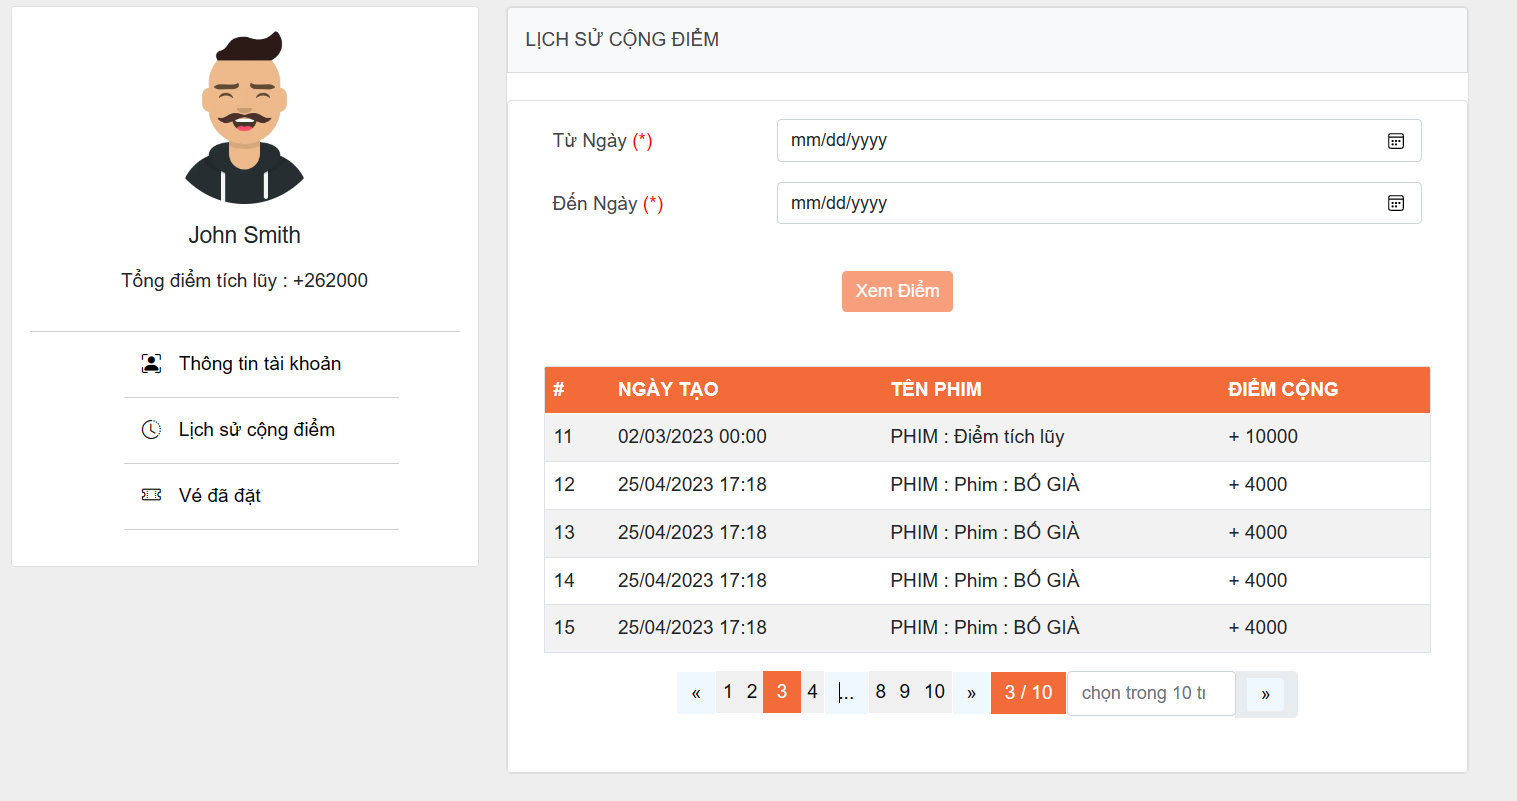 John Smith
Tổng điểm tích lũy : +262000
Thông tin tài khoản
Lịch sử cộng điểm
Vé đã đặt
LỊCH SỬ CỘNG ĐIỂM
Từ Ngày (*) mm/dd/yyyy
Đến Ngày (*) mm/dd/yyyy
Xem Điểm
# NGÀY TẠO TÊN PHIM ĐIỂM CỘNG
11 02/03/2023 00:00 PHIM : Điểm tích lũy + 10000
12 25/04/2023 17:18 PHIM : Phim : BỐ GIÀ + 4000
13 25/04/2023 17:18 PHIM : Phim : BỐ GIÀ + 4000
14 25/04/2023 17:18 PHIM : Phim : BỐ GIÀ + 4000
15 25/04/2023 17:18 PHIM : Phim : BỐ GIÀ + 4000
« 1 2 3 4 ... 8 9 10 » 3 / 10 chọn trong 10 »